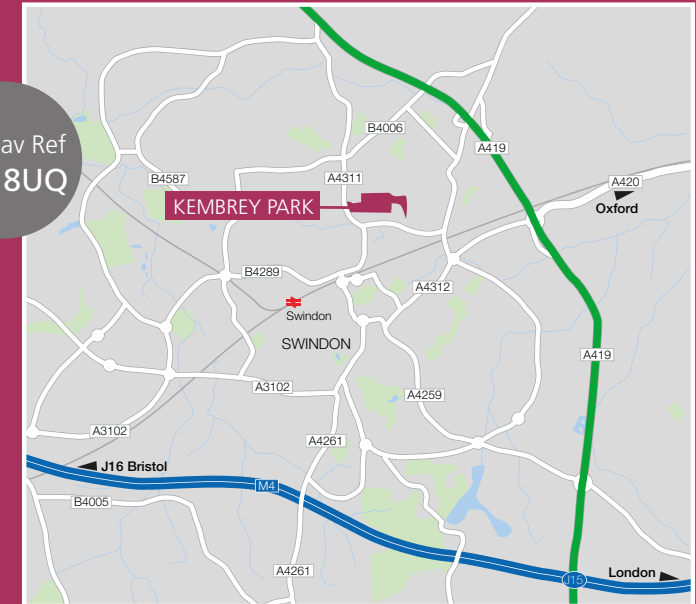 av Ref
8UQ
B4006
A419
B4587
A4311
A420
Oxford
KEMBREY PARK
B4289
A4312
Swindon
SWINDON
A419
A3102
A4259
A3102
A4261
J16 Bristol
M4
B4005
A4261
J15
London